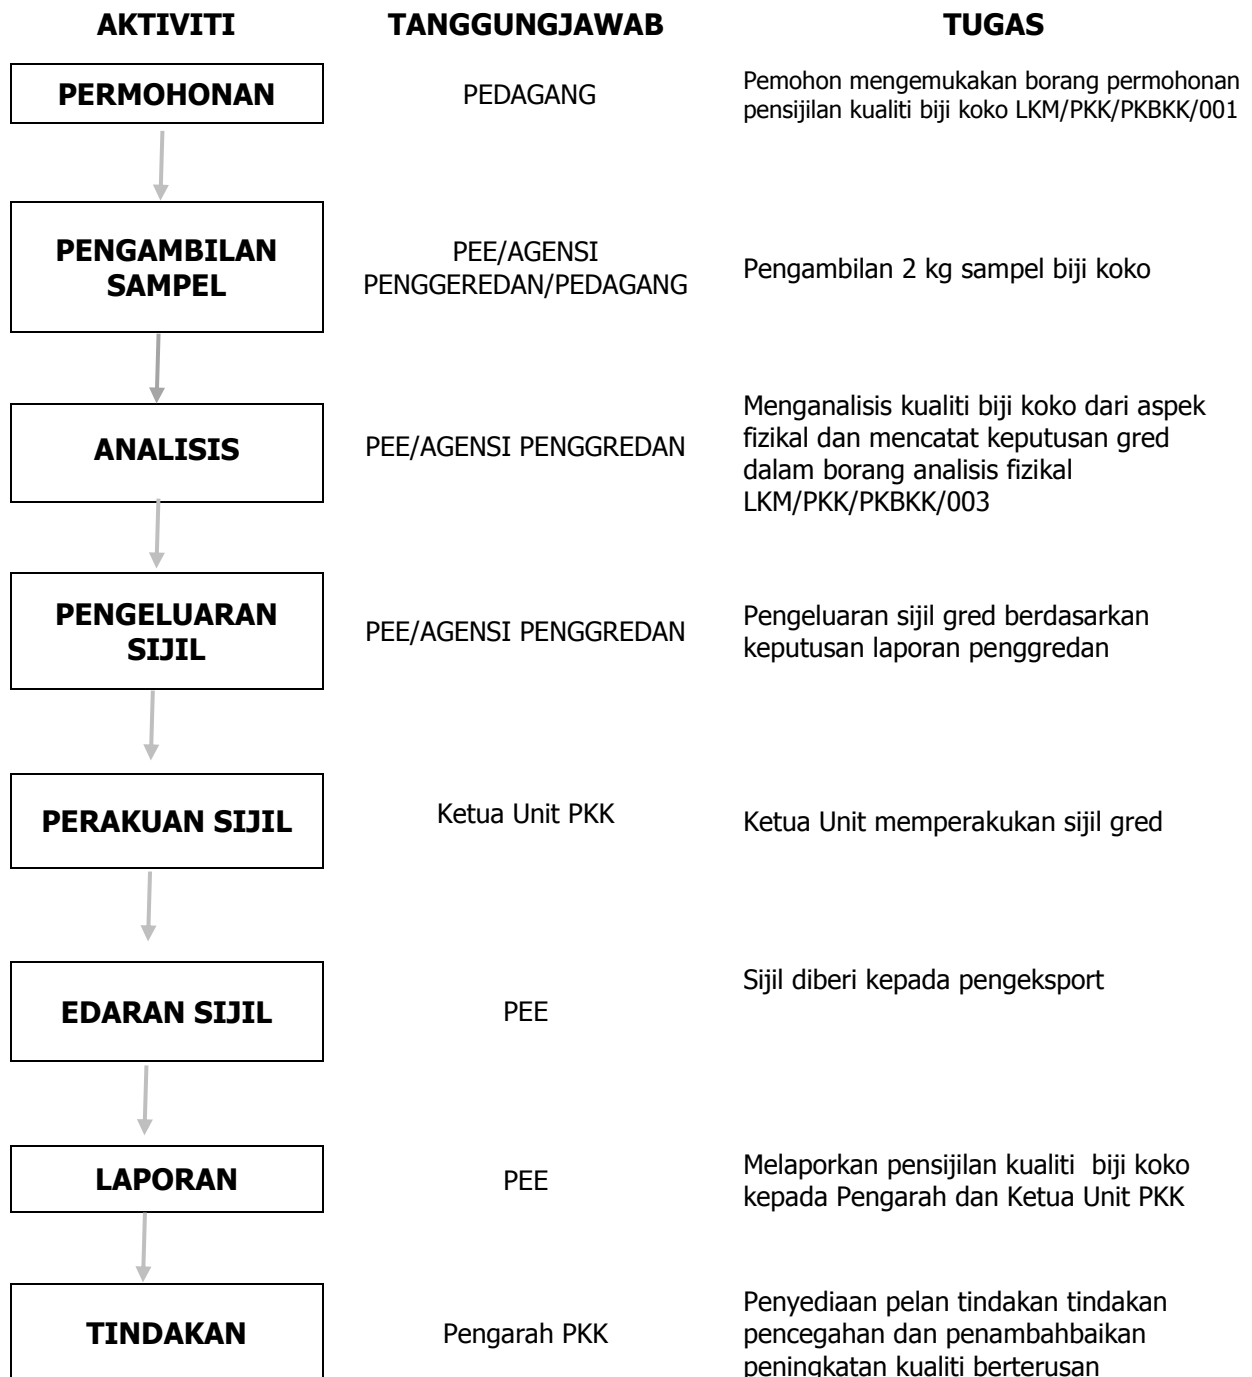 AKTIVITI TANGGUNGJAWAB TUGAS
PERMOHONAN
PEDAGANG
Pemohon mengemukakan borang permohonan
pensijilan kualiti biji koko LKM/PKK/PKBKK/001
PENGAMBILAN
SAMPEL
PEE/AGENSI
PENGGEREDAN/PEDAGANG
Pengambilan 2 kg sampel biji koko
ANALISIS
PEE/AGENSI PENGGREDAN
Menganalisis kualiti biji koko dari aspek
fizikal dan mencatat keputusan gred
dalam borang analisis fizikal
LKM/PKK/PKBKK/003
PENGELUARAN
SIJIL
PEE/AGENSI PENGGREDAN
Pengeluaran sijil gred berdasarkan
keputusan laporan penggredan
PERAKUAN SIJIL
Ketua Unit PKK
Ketua Unit memperakukan sijil gred
EDARAN SIJIL
PEE
Sijil diberi kepada pengeksport
LAPORAN
PEE
Melaporkan pensijilan kualiti  biji koko
kepada Pengarah dan Ketua Unit PKK
TINDAKAN
Pengarah PKK
Penyediaan pelan tindakan tindakan
pencegahan dan penambahbaikan
peningkatan kualiti berterusan